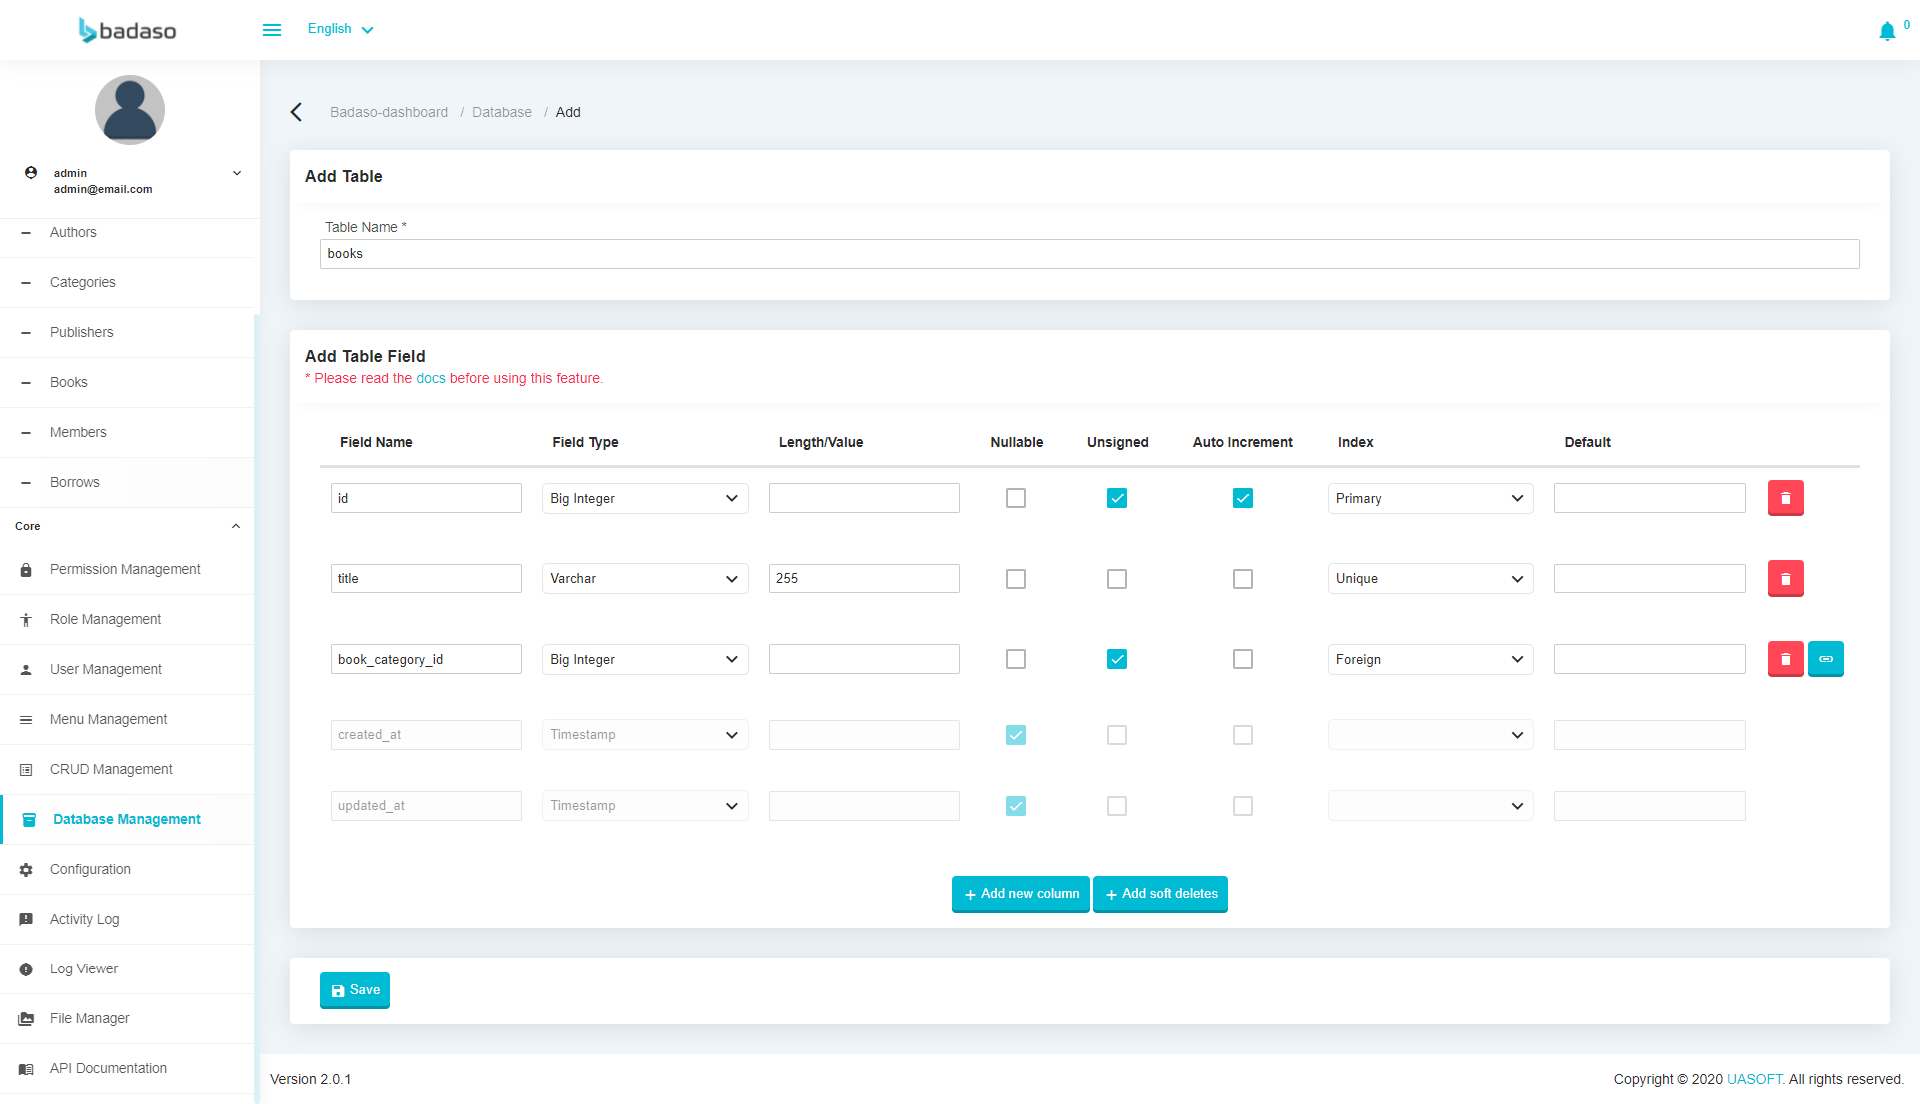 badaso
English
0
admin
admin@email.com
Authors
Categories
Publishers
Books
Members
Borrows
Core
Permission Management
Role Management
User Management
Menu Management
CRUD Management
Database Management
Configuration
Activity Log
Log Viewer
File Manager
API Documentation
Badaso-dashboard / Database / Add
Add Table
Table Name *
books
Add Table Field
* Please read the docs before using this feature.
Field Name Field Type Length/Value Nullable Unsigned Auto Increment Index Default
id Big Integer Primary
title Varchar 255 Unique
book_category_id Big Integer Foreign
created_at Timestamp
updated_at Timestamp
+ Add new column + Add soft deletes
Save
Version 2.0.1
Copyright © 2020 UASOFT. All rights reserved.